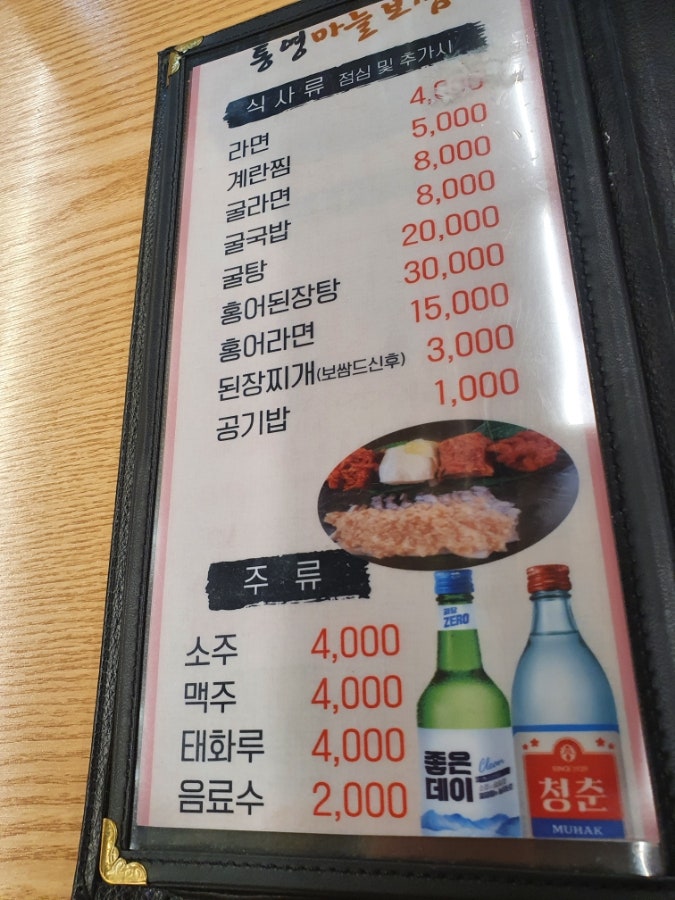 통영마늘보쌈
식사류 점심 및 추가시
라면
계란찜 5,000
굴라면 8,000
굴국밥 8,000
굴탕 20,000
홍어된장탕 30,000
홍어라면 15,000
된장찌개(보쌈드신후) 3,000
공기밥 1,000
주 류
소주 4,000
맥주 4,000
태화루 4,000
음료수 2,000
ZERO
좋은
데이
Clean
SINCE 1929
청춘
MUHAK